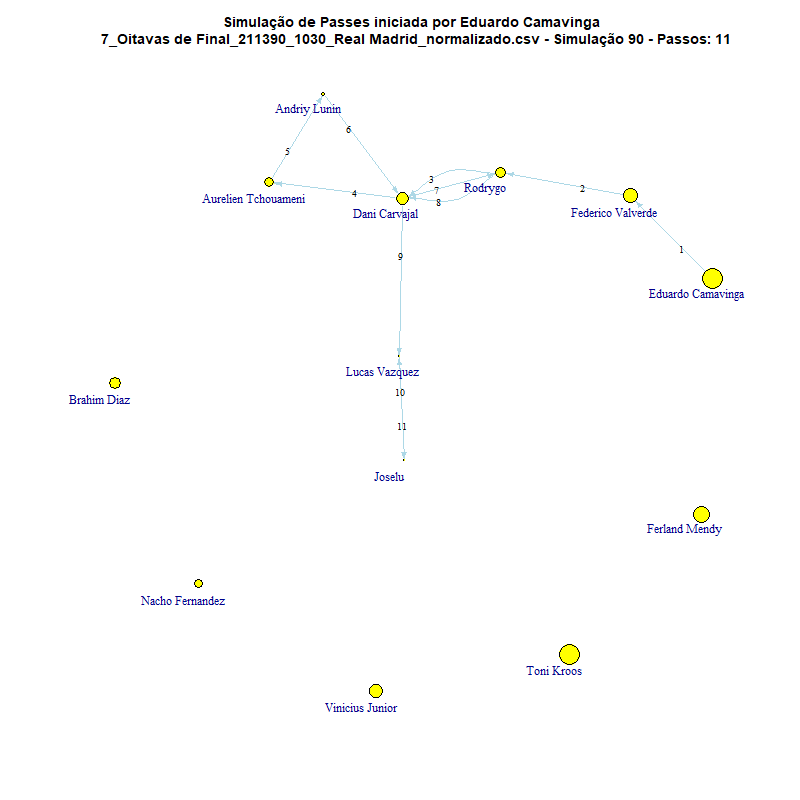 Simulação de Passes iniciada por Eduardo Camavinga
7_Oitavas de Final_211390_1030_Real Madrid_normalizado.csv - Simulação 90 - Passos: 11
Andriy Lunin
6
5
3
2
7
Rodrygo
4
8
Aurelien Tchouameni
Dani Carvajal
Federico Valverde
1
9
Eduardo Camavinga
Lucas Vazquez
10
Brahim Diaz
11
Joselu
Ferland Mendy
Nacho Fernandez
Toni Kroos
Vinicius Junior